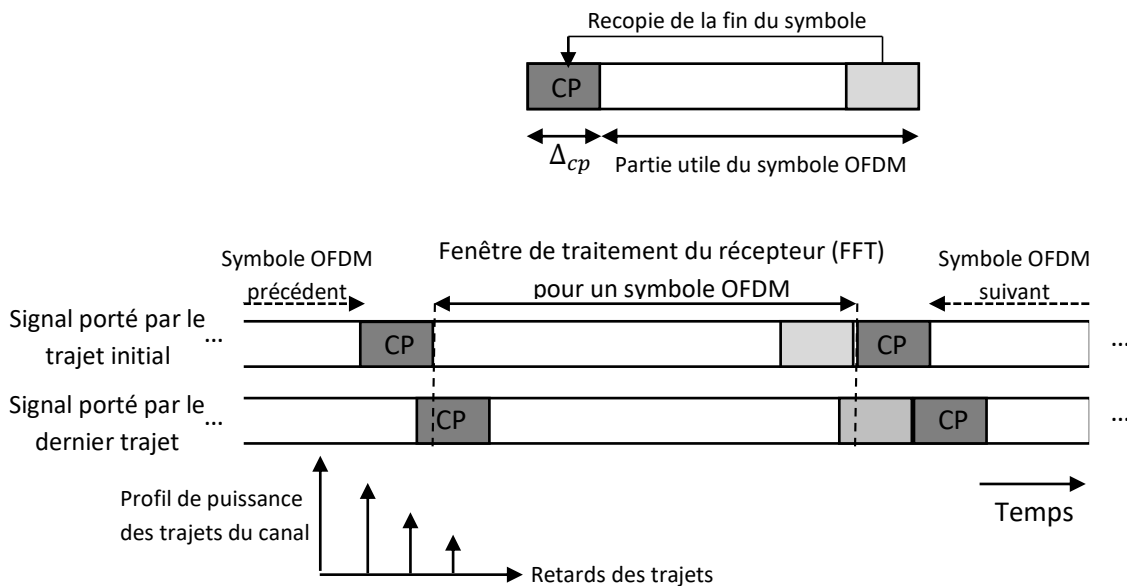 Recopie de la fin du symbole
CP
Δcp
Partie utile du symbole OFDM
Symbole OFDM
précédent
Fenêtre de traitement du récepteur (FFT)
pour un symbole OFDM
Symbole OFDM
suivant
Signal porté par le
trajet initial
...
CP
CP
...
Signal porté par le
dernier trajet
...
CP
CP
...
Profil de puissance
des trajets du canal
Temps
Retards des trajets